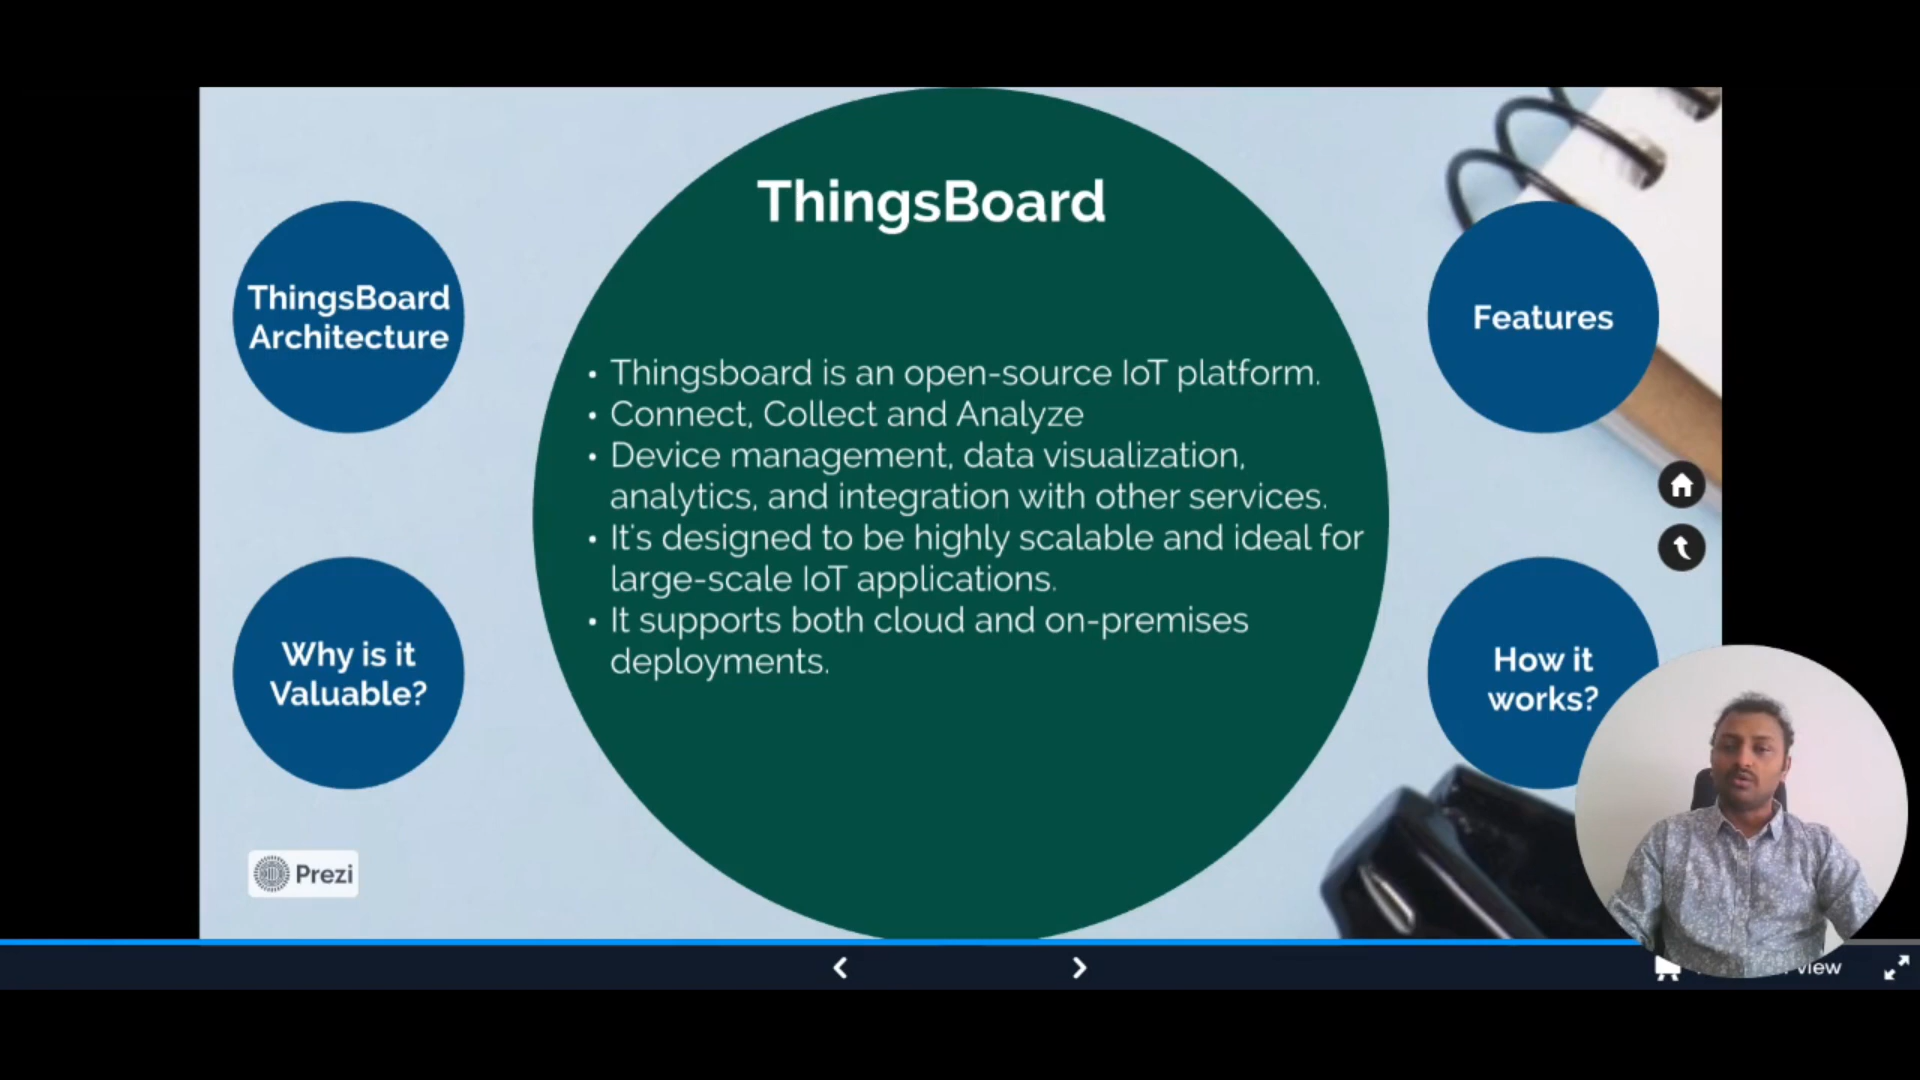 ThingsBoard
ThingsBoard
Architecture
Features
• Thingsboard is an open-source IoT platform.
• Connect, Collect and Analyze
• Device management, data visualization,
analytics, and integration with other services.
• It's designed to be highly scalable and ideal for
large-scale IoT applications.
• It supports both cloud and on-premises
deployments.
Why is it
Valuable?
How it
works?
Prezi
view